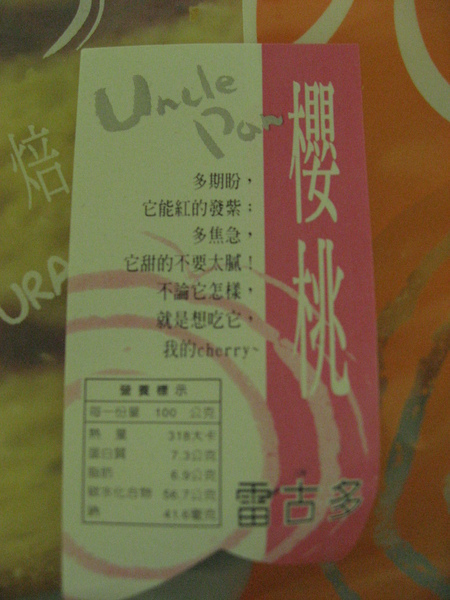 Uncle
Pan
櫻桃
多期盼，
它能紅的發紫；
多焦急，
它甜的不要太膩！
不論它怎樣，
就是想吃它，
我的cherry~
營養標示
每一份量 100 公克
熱量 318大卡
蛋白質 7.3公克
脂肪 6.9公克
碳水化合物 56.7公克
鈉 41.6毫克
雷古多
焙
URA